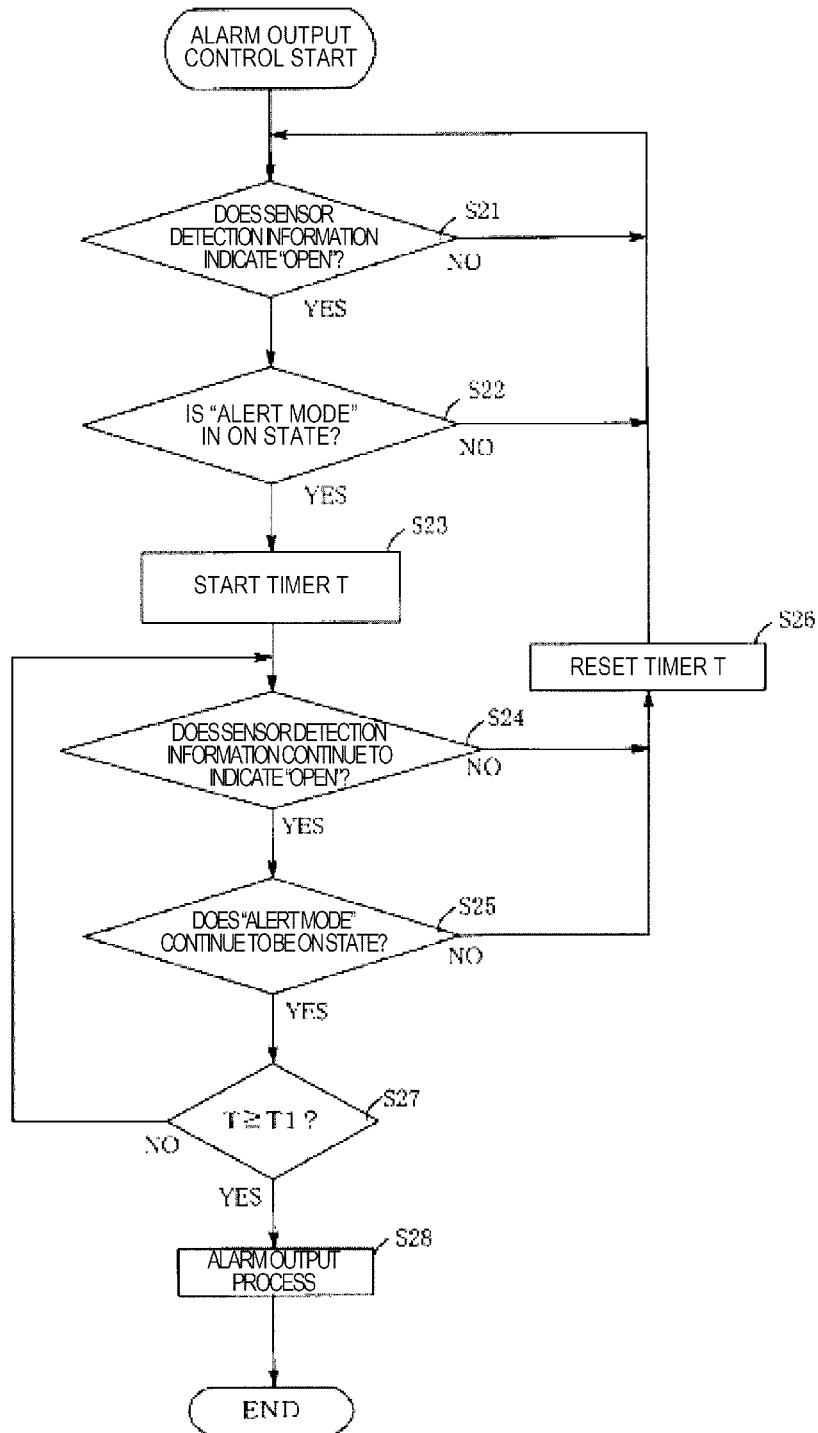 ALARM OUTPUT
CONTROL START
DOES SENSOR
DETECTION INFORMATION
INDICATE "OPEN"?
S21
NO
YES
IS "ALERT MODE"
IN ON STATE?
S22
NO
YES
S23
START TIMER T
S26
RESET TIMER T
DOES SENSOR DETECTION
INFORMATION CONTINUE TO
INDICATE "OPEN"?
S24
NO
YES
DOES "ALERT MODE"
CONTINUE TO BE ON STATE?
S25
NO
YES
T≧T1?
S27
NO
YES
S28
ALARM OUTPUT
PROCESS
END